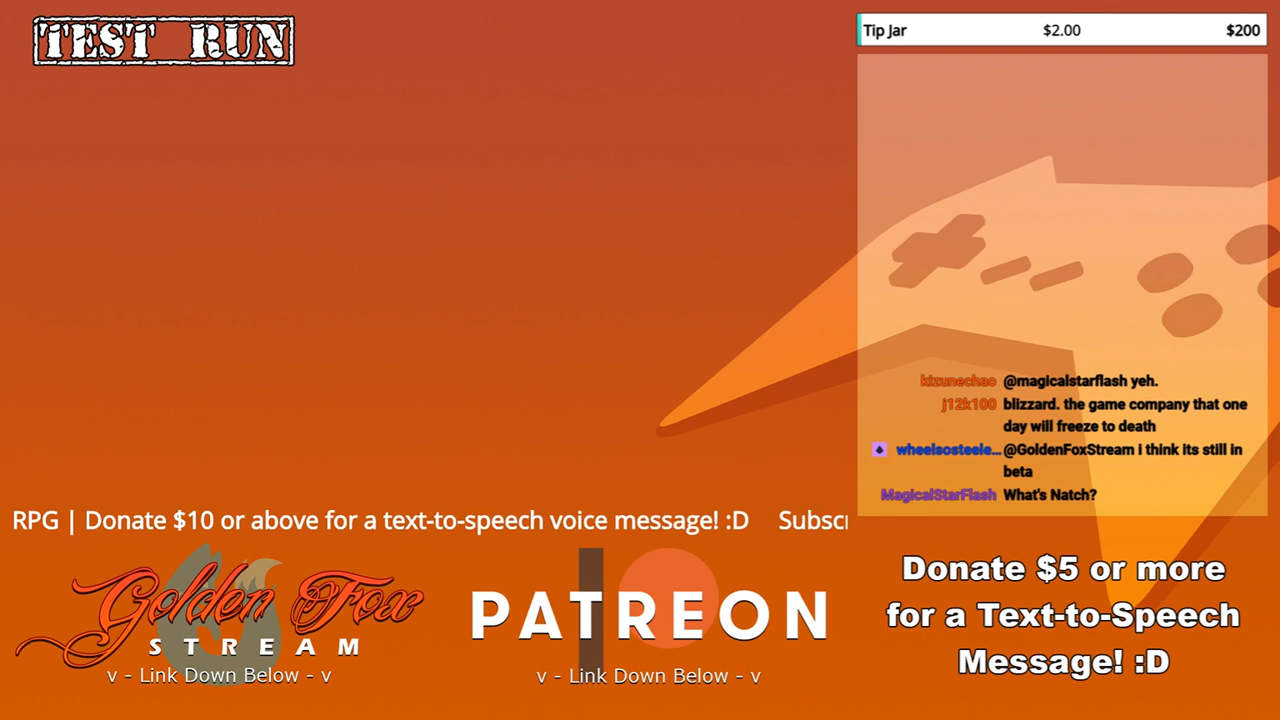 TEST RUN
Tip Jar $2.00 $200
kizunechao @magicalstarflash yeh.
j12k100 blizzard. the game company that one
day will freeze to death
wheelsosteele... @GoldenFoxStream i think its still in
beta
MagicalStarFlash What's Natch?
RPG | Donate $10 or above for a text-to-speech voice message! :D Subscr
Golden Fox
STREAM
v - Link Down Below - v
PATREON
v - Link Down Below - v
Donate $5 or more
for a Text-to-Speech
Message! :D